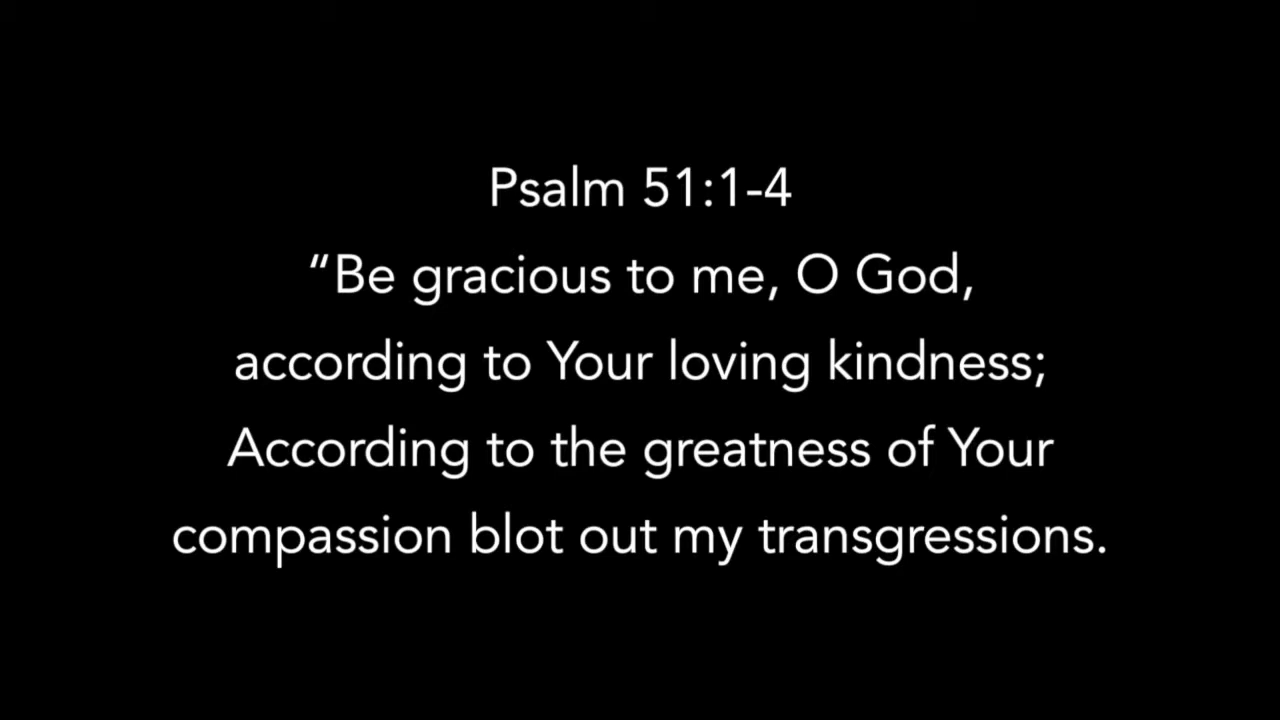 Psalm 51:1-4
“Be gracious to me, O God,
according to Your loving kindness;
According to the greatness of Your
compassion blot out my transgressions.